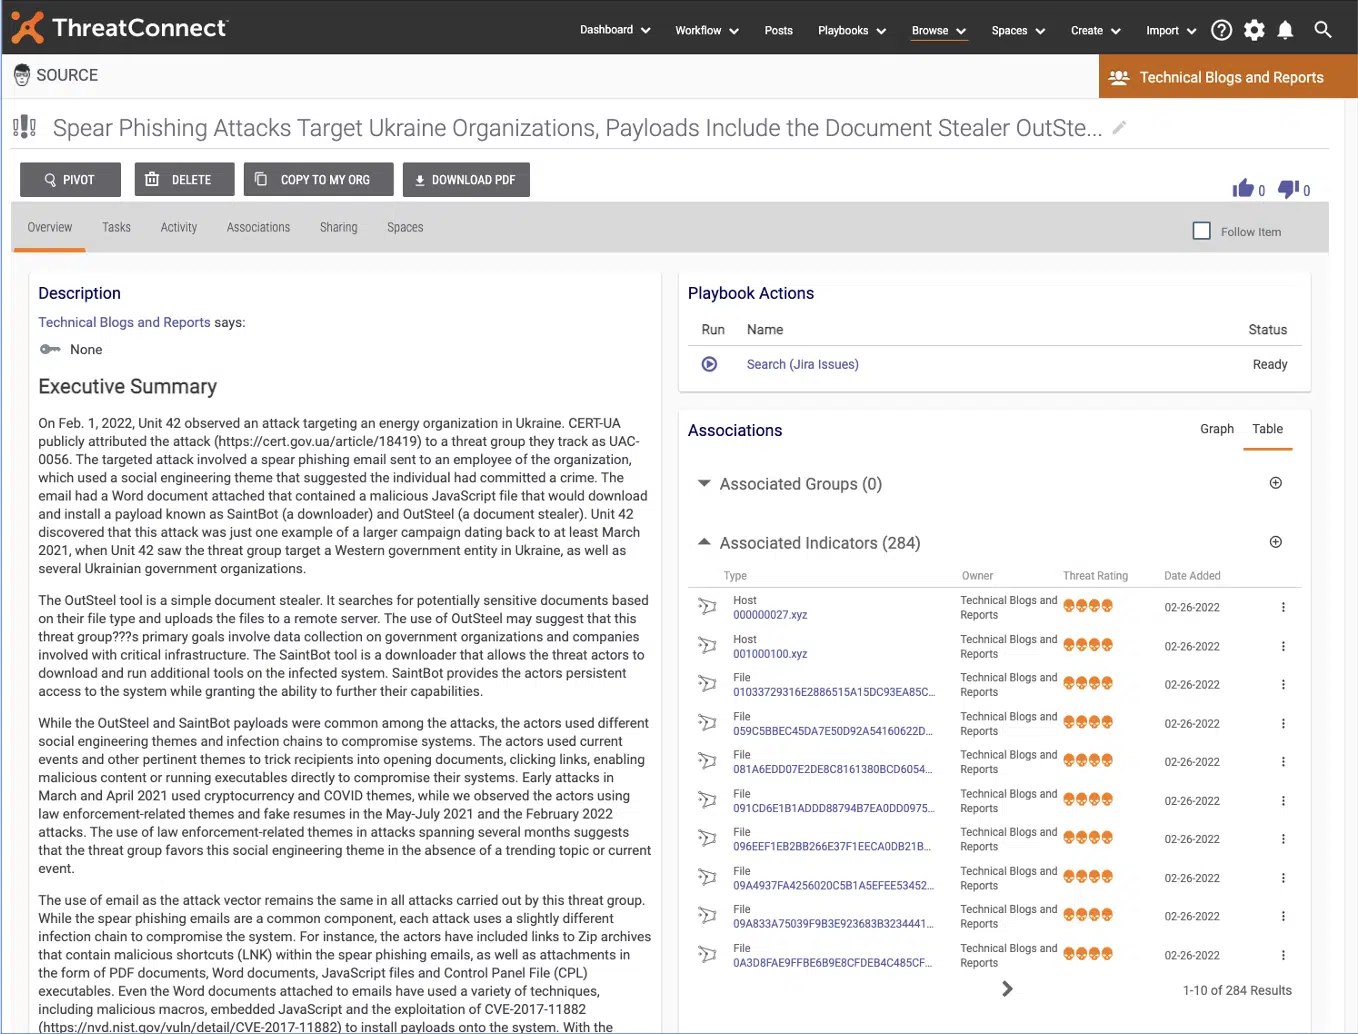 ThreatConnect™
Dashboard
Workflow
Posts
Playbooks
Browse
Spaces
Create
Import
SOURCE
Technical Blogs and Reports
Spear Phishing Attacks Target Ukraine Organizations, Payloads Include the Document Stealer OutSte...
PIVOT
DELETE
COPY TO MY ORG
DOWNLOAD PDF
0
0
Overview
Tasks
Activity
Associations
Sharing
Spaces
Follow Item
Description
Technical Blogs and Reports says:
None
Executive Summary
On Feb. 1, 2022, Unit 42 observed an attack targeting an energy organization in Ukraine. CERT-UA
publicly attributed the attack (https://cert.gov.ua/article/18419) to a threat group they track as UAC-
0056. The targeted attack involved a spear phishing email sent to an employee of the organization,
which used a social engineering theme that suggested the individual had committed a crime. The
email had a Word document attached that contained a malicious JavaScript file that would download
and install a payload known as SaintBot (a downloader) and OutSteel (a document stealer). Unit 42
discovered that this attack was just one example of a larger campaign dating back to at least March
2021, when Unit 42 saw the threat group target a Western government entity in Ukraine, as well as
several Ukrainian government organizations.
The OutSteel tool is a simple document stealer. It searches for potentially sensitive documents based
on their file type and uploads the files to a remote server. The use of OutSteel may suggest that this
threat group???s primary goals involve data collection on government organizations and companies
involved with critical infrastructure. The SaintBot tool is a downloader that allows the threat actors to
download and run additional tools on the infected system. SaintBot provides the actors persistent
access to the system while granting the ability to further their capabilities.
While the OutSteel and SaintBot payloads were common among the attacks, the actors used different
social engineering themes and infection chains to compromise systems. The actors used current
events and other pertinent themes to trick recipients into opening documents, clicking links, enabling
malicious content or running executables directly to compromise their systems. Early attacks in
March and April 2021 used cryptocurrency and COVID themes, while we observed the actors using
law enforcement-related themes and fake resumes in the May-July 2021 and the February 2022
attacks. The use of law enforcement-related themes in attacks spanning several months suggests
that the threat group favors this social engineering theme in the absence of a trending topic or current
event.
The use of email as the attack vector remains the same in all attacks carried out by this threat group.
While the spear phishing emails are a common component, each attack uses a slightly different
infection chain to compromise the system. For instance, the actors have included links to Zip archives
that contain malicious shortcuts (LNK) within the spear phishing emails, as well as attachments in
the form of PDF documents, Word documents, JavaScript files and Control Panel File (CPL)
executables. Even the Word documents attached to emails have used a variety of techniques,
including malicious macros, embedded JavaScript and the exploitation of CVE-2017-11882
(https://nvd.nist.gov/vuln/detail/CVE-2017-11882) to install payloads onto the system. With the
Playbook Actions
Run Name Status
Search (Jira Issues) Ready
Associations
Graph Table
Associated Groups (0)
Associated Indicators (284)
Type Owner Threat Rating Date Added
Host
000000027.xyz
Technical Blogs and
Reports
02-26-2022
Host
001000100.xyz
Technical Blogs and
Reports
02-26-2022
File
01033729316E2886515A15DC93EA85C...
Technical Blogs and
Reports
02-26-2022
File
059C5BBEC45DA7E50D92A54160622D...
Technical Blogs and
Reports
02-26-2022
File
081A6EDD07E2DE8C8161380BCD6054...
Technical Blogs and
Reports
02-26-2022
File
091CD6E1B1ADDD88794B7EA0DD0975...
Technical Blogs and
Reports
02-26-2022
File
096EEF1EB2BB266E37F1EECA0DB21B...
Technical Blogs and
Reports
02-26-2022
File
09A4937FA4256020C5B1A5EFEE53452...
Technical Blogs and
Reports
02-26-2022
File
09A833A75039F9B3E923683B3234441...
Technical Blogs and
Reports
02-26-2022
File
0A3D8FAE9FFBE6B9E8CFDEB4C485CF...
Technical Blogs and
Reports
02-26-2022
1-10 of 284 Results